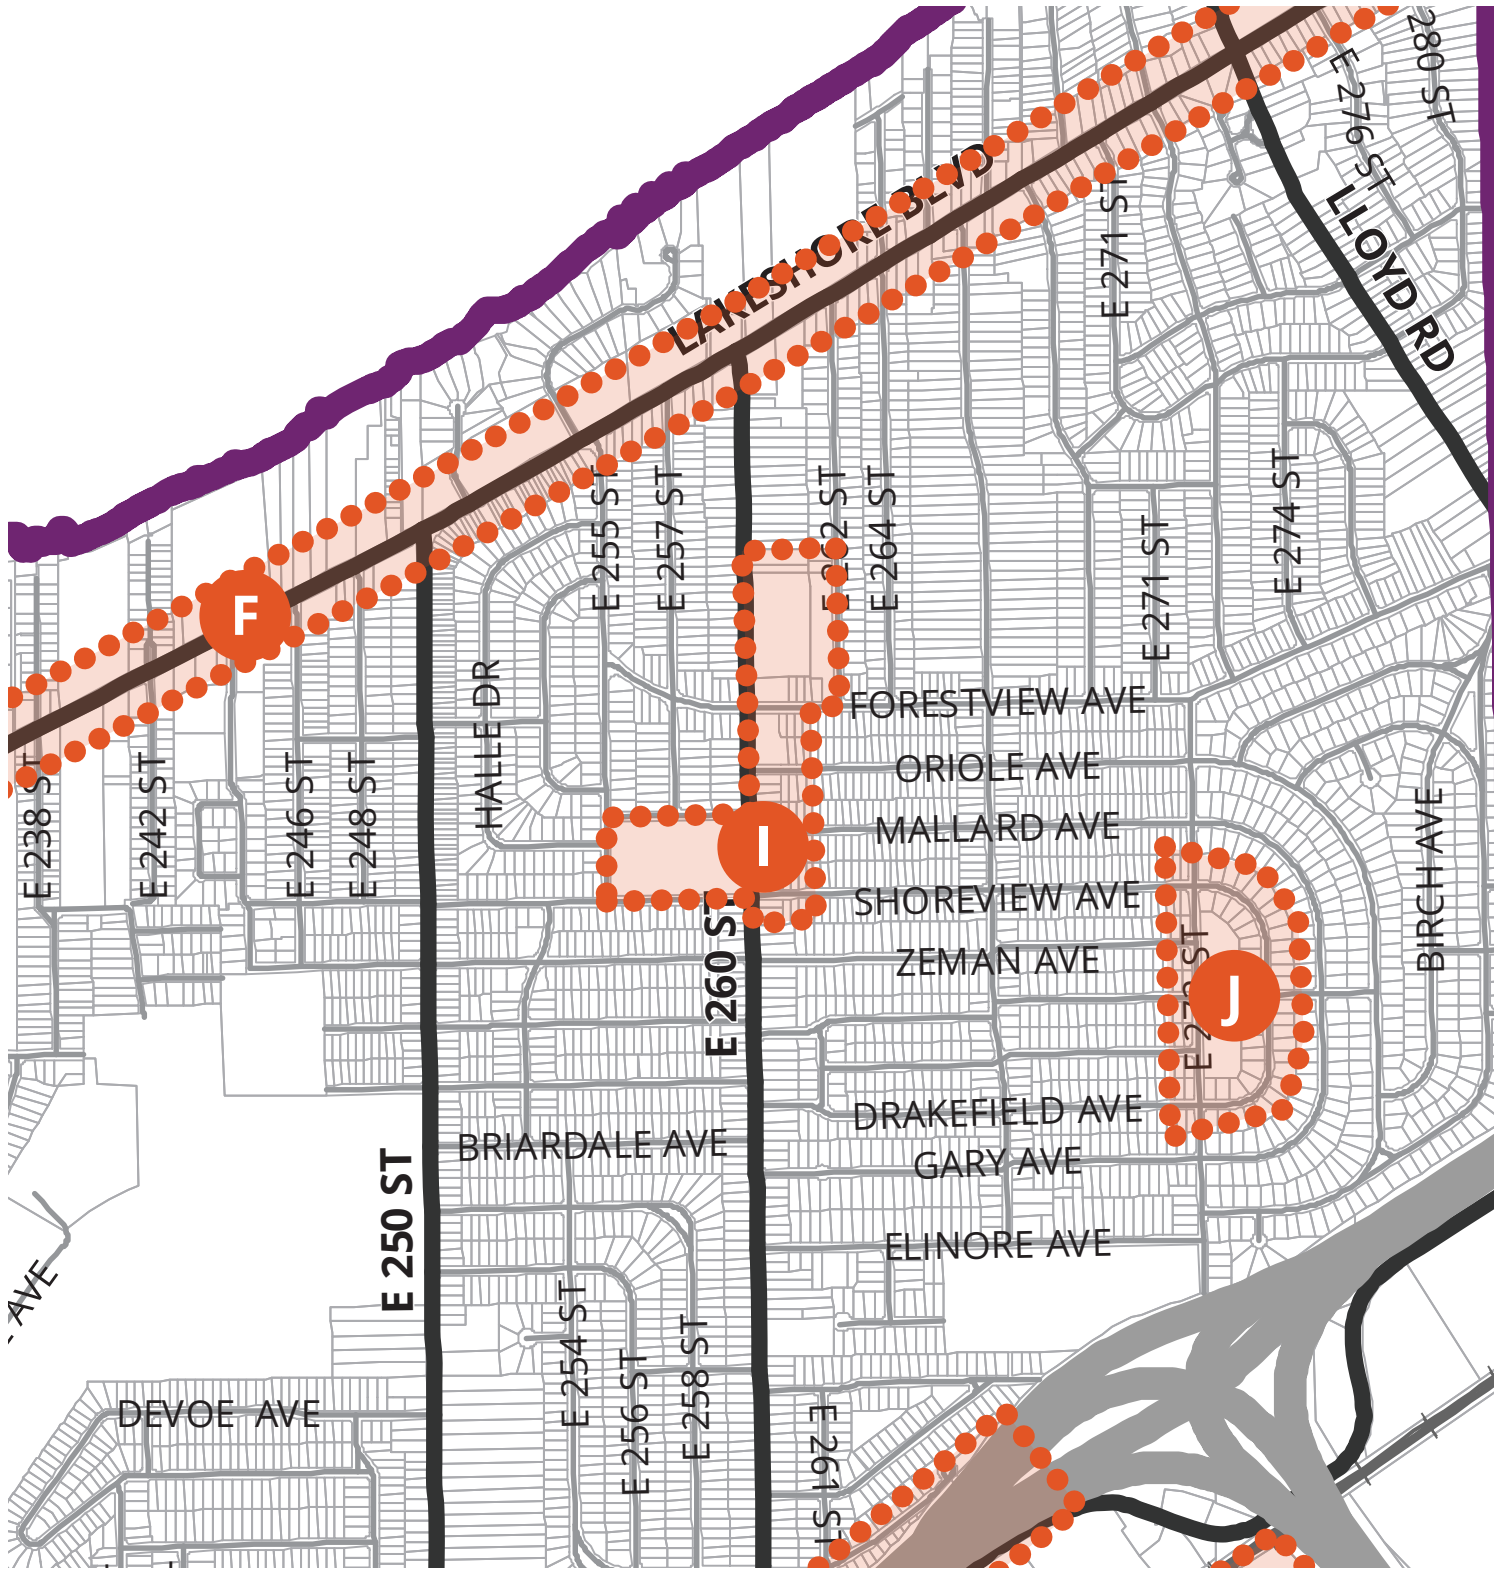 280 ST
E 276 ST
LAKESHORE BLVD
E 271 ST
LLOYD RD
E 255 ST
E 257 ST
E 262 ST
E 264 ST
E 274 ST
E 271 ST
F
HALLE DR
FORESTVIEW AVE
E 238 ST
E 242 ST
E 246 ST
E 248 ST
ORIOLE AVE
MALLARD AVE
BIRCH AVE
I
SHOREVIEW AVE
E 260 ST
ZEMAN AVE
J
DRAKEFIELD AVE
BRIARDALE AVE
GARY AVE
E 250 ST
ELINORE AVE
AVE
E 254 ST
E 256 ST
E 258 ST
DEVOE AVE
E 261 ST